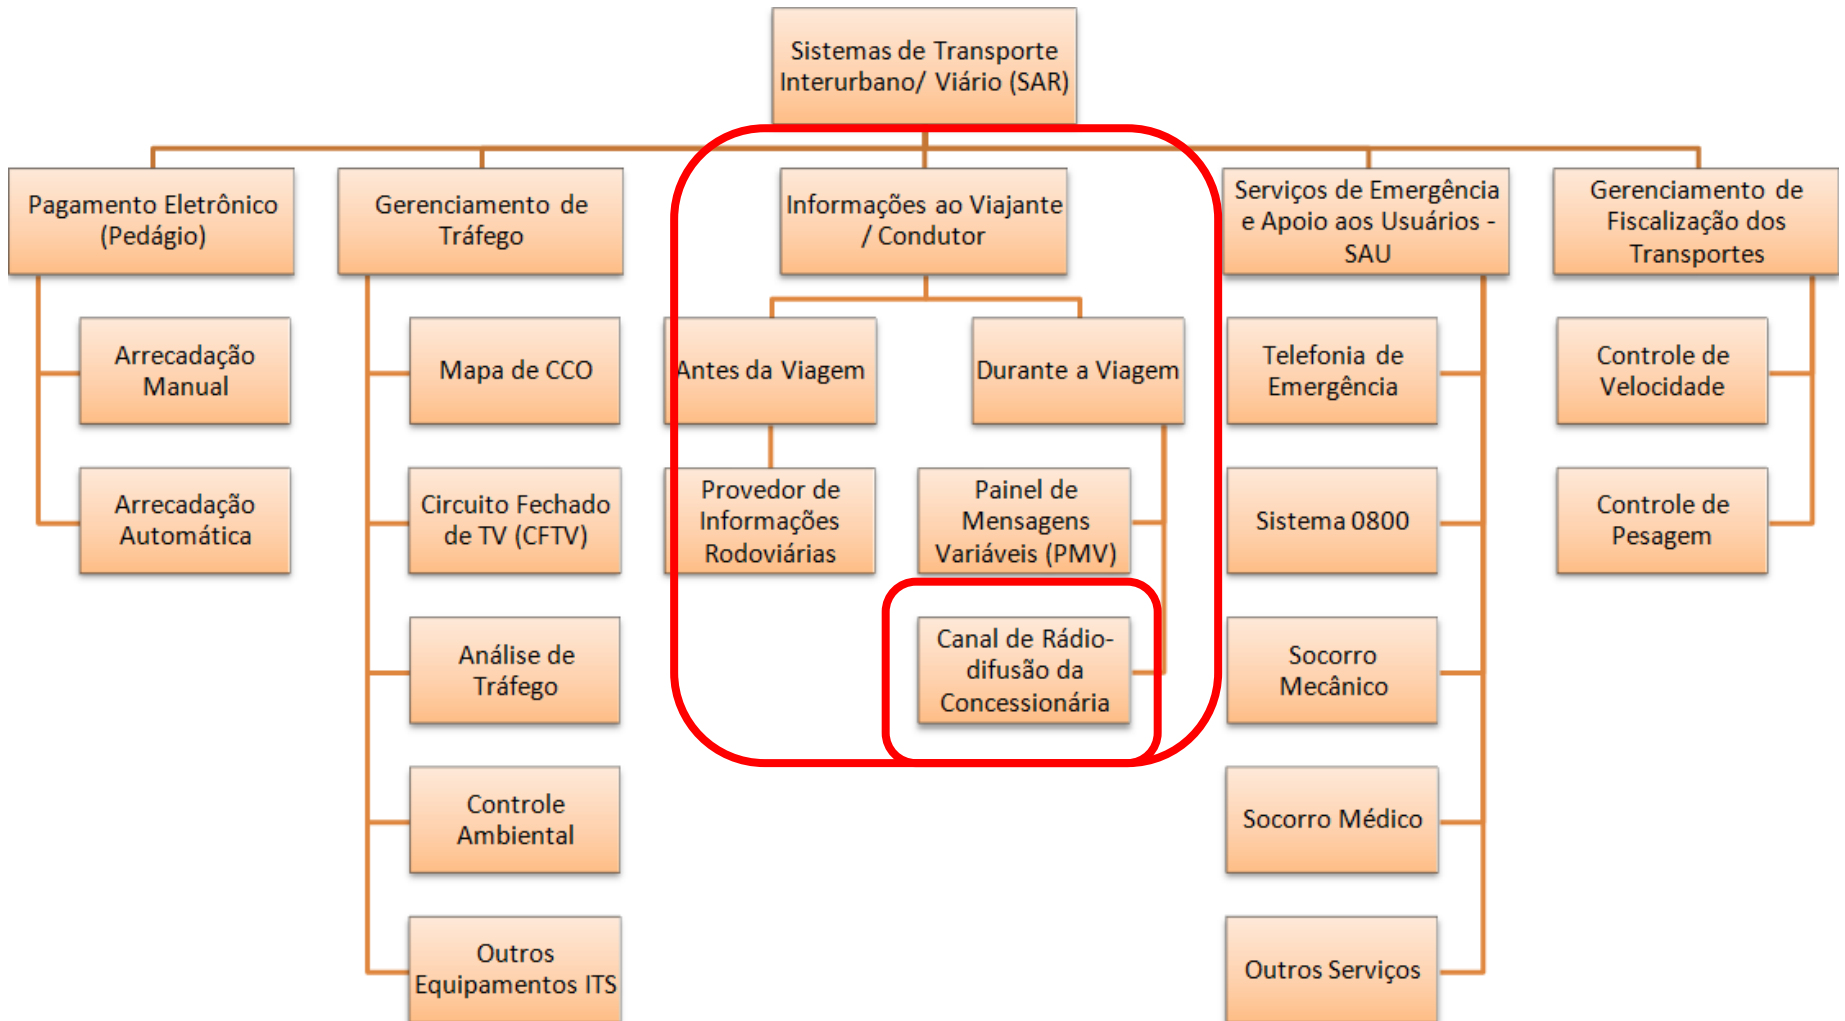 Sistemas de Transporte
Interurbano/ Viário (SAR)
Pagamento Eletrônico
(Pedágio)
Arrecadação
Manual
Arrecadação
Automática
Gerenciamento de
Tráfego
Mapa de CCO
Circuito Fechado
de TV (CFTV)
Análise de
Tráfego
Controle
Ambiental
Outros
Equipamentos ITS
Informações ao Viajante
/ Condutor
Antes da Viagem
Provedor de
Informações
Rodoviárias
Durante a Viagem
Painel de
Mensagens
Variáveis (PMV)
Canal de Rádio-
difusão da
Concessionária
Serviços de Emergência
e Apoio aos Usuários -
SAU
Telefonia de
Emergência
Sistema 0800
Socorro
Mecânico
Socorro Médico
Outros Serviços
Gerenciamento de
Fiscalização dos
Transportes
Controle de
Velocidade
Controle de
Pesagem